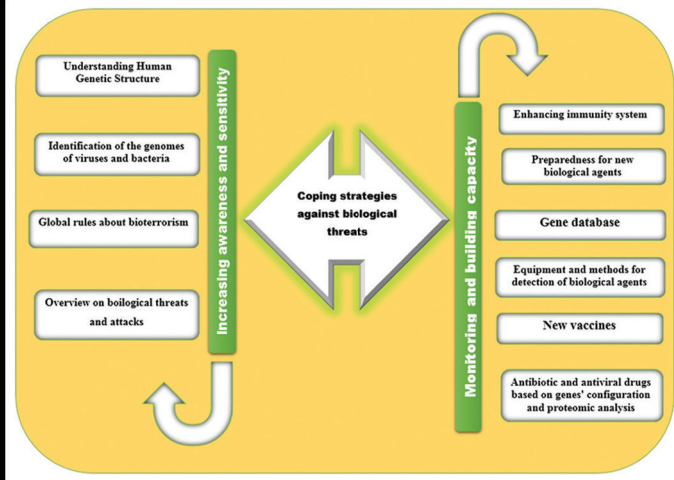 Understanding Human
Genetic Structure
Identification of the genomes
of viruses and bacteria
Global rules about bioterrorism
Overview on boilogical threats
and attacks
Increasing awareness and sensitivity
Coping strategies
against biological
threats
Monitoring and building capacity
Enhancing immunity system
Preparedness for new
biological agents
Gene database
Equipment and methods for
detection of biological agents
New vaccines
Antibiotic and antiviral drugs
based on genes' configuration
and proteomic analysis